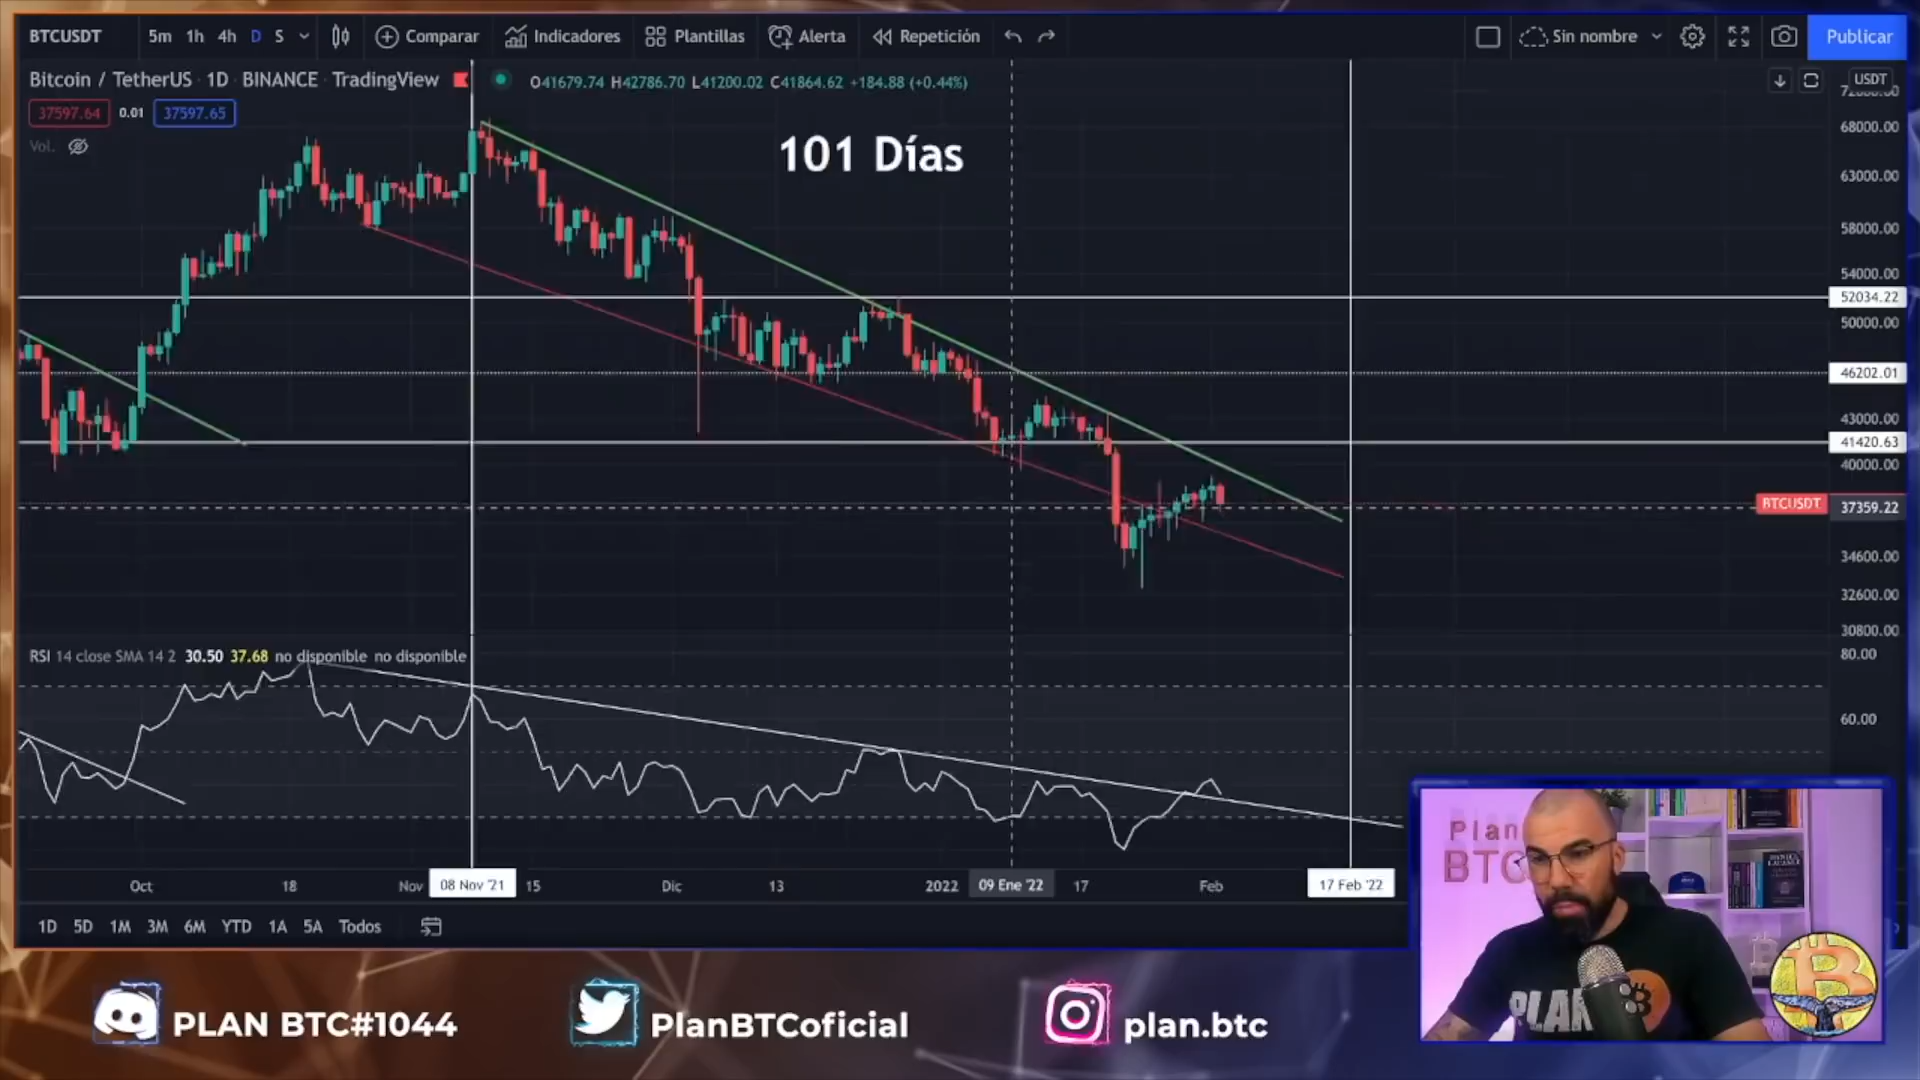 BTCUSDT 5m 1h 4h D S Comparar Indicadores Plantillas Alerta Repetición Sin nombre Publicar
Bitcoin / TetherUS 1D BINANCE TradingView O41679.74 H42786.70 L41200.02 C41864.62 +184.88 (+0.44%) USDT
37597.64 0.01 37597.65
Vol.
101 Días
68000.00
63000.00
58000.00
54000.00
52034.22
50000.00
46202.01
43000.00
41420.63
40000.00
BTCUSDT 37359.22
34600.00
32600.00
30800.00
RSI 14 close SMA 14 2 30.50 37.68 no disponible no disponible
80.00
60.00
Oct 18 Nov 08 Nov '21 15 Dic 13 2022 09 Ene '22 17 Feb 17 Feb '22
1D 5D 1M 3M 6M YTD 1A 5A Todos
Plan
BTC
PLAN
PLAN BTC#1044 PlanBTCoficial plan.btc